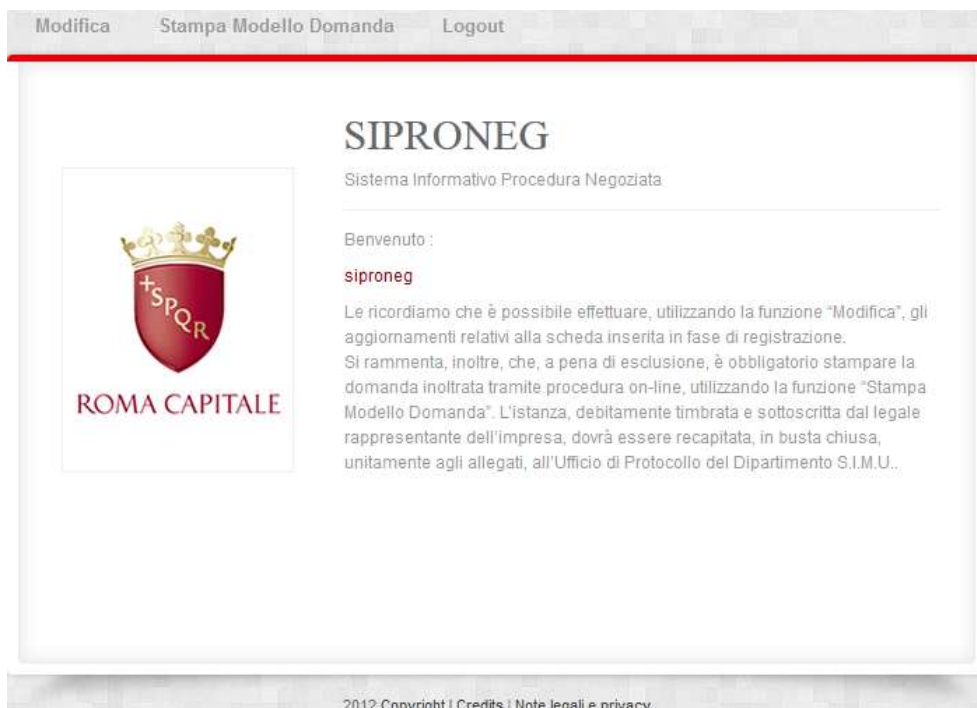 Modifica Stampa Modello Domanda Logout
SIPRONEG
Sistema Informativo Procedura Negoziata
Benvenuto :
siproneg
Le ricordiamo che è possibile effettuare, utilizzando la funzione “Modifica”, gli
aggiornamenti relativi alla scheda inserita in fase di registrazione.
Si rammenta, inoltre, che, a pena di esclusione, è obbligatorio stampare la
domanda inoltrata tramite procedura on-line, utilizzando la funzione “Stampa
Modello Domanda”. L’istanza, debitamente timbrata e sottoscritta dal legale
rappresentante dell’impresa, dovrà essere recapitata, in busta chiusa,
unitamente agli allegati, all’Ufficio di Protocollo del Dipartimento S.I.M.U..
SPQR
ROMA CAPITALE
2012 Copyright | Credits | Note legali e privacy